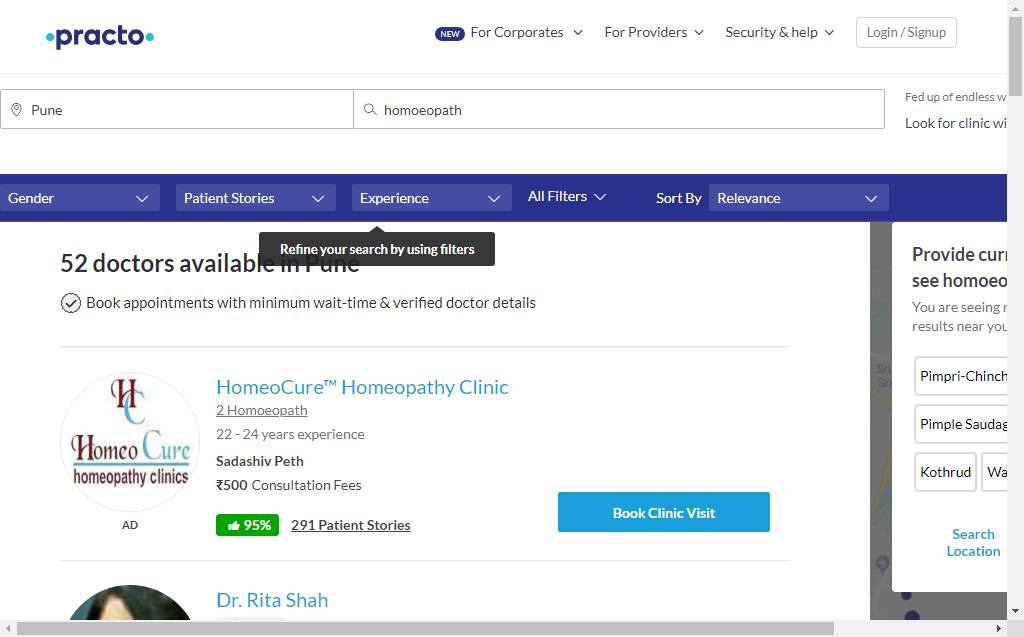 practo
NEW For Corporates For Providers Security & help Login / Signup
Pune homoeopath
Fed up of endless w
Look for clinic wi
Gender Patient Stories Experience All Filters Sort By Relevance
Refine your search by using filters
52 doctors available in Pune
Book appointments with minimum wait-time & verified doctor details
HC
Homeo Cure
homeopathy clinics
AD
HomeoCure™ Homeopathy Clinic
2 Homoeopath
22 - 24 years experience
Sadashiv Peth
₹500 Consultation Fees
95% 291 Patient Stories
Book Clinic Visit
Dr. Rita Shah
Provide curr
see homoeo
You are seeing r
results near you
Pimpri-Chinch
Pimple Saudag
Kothrud Wa
Search
Location